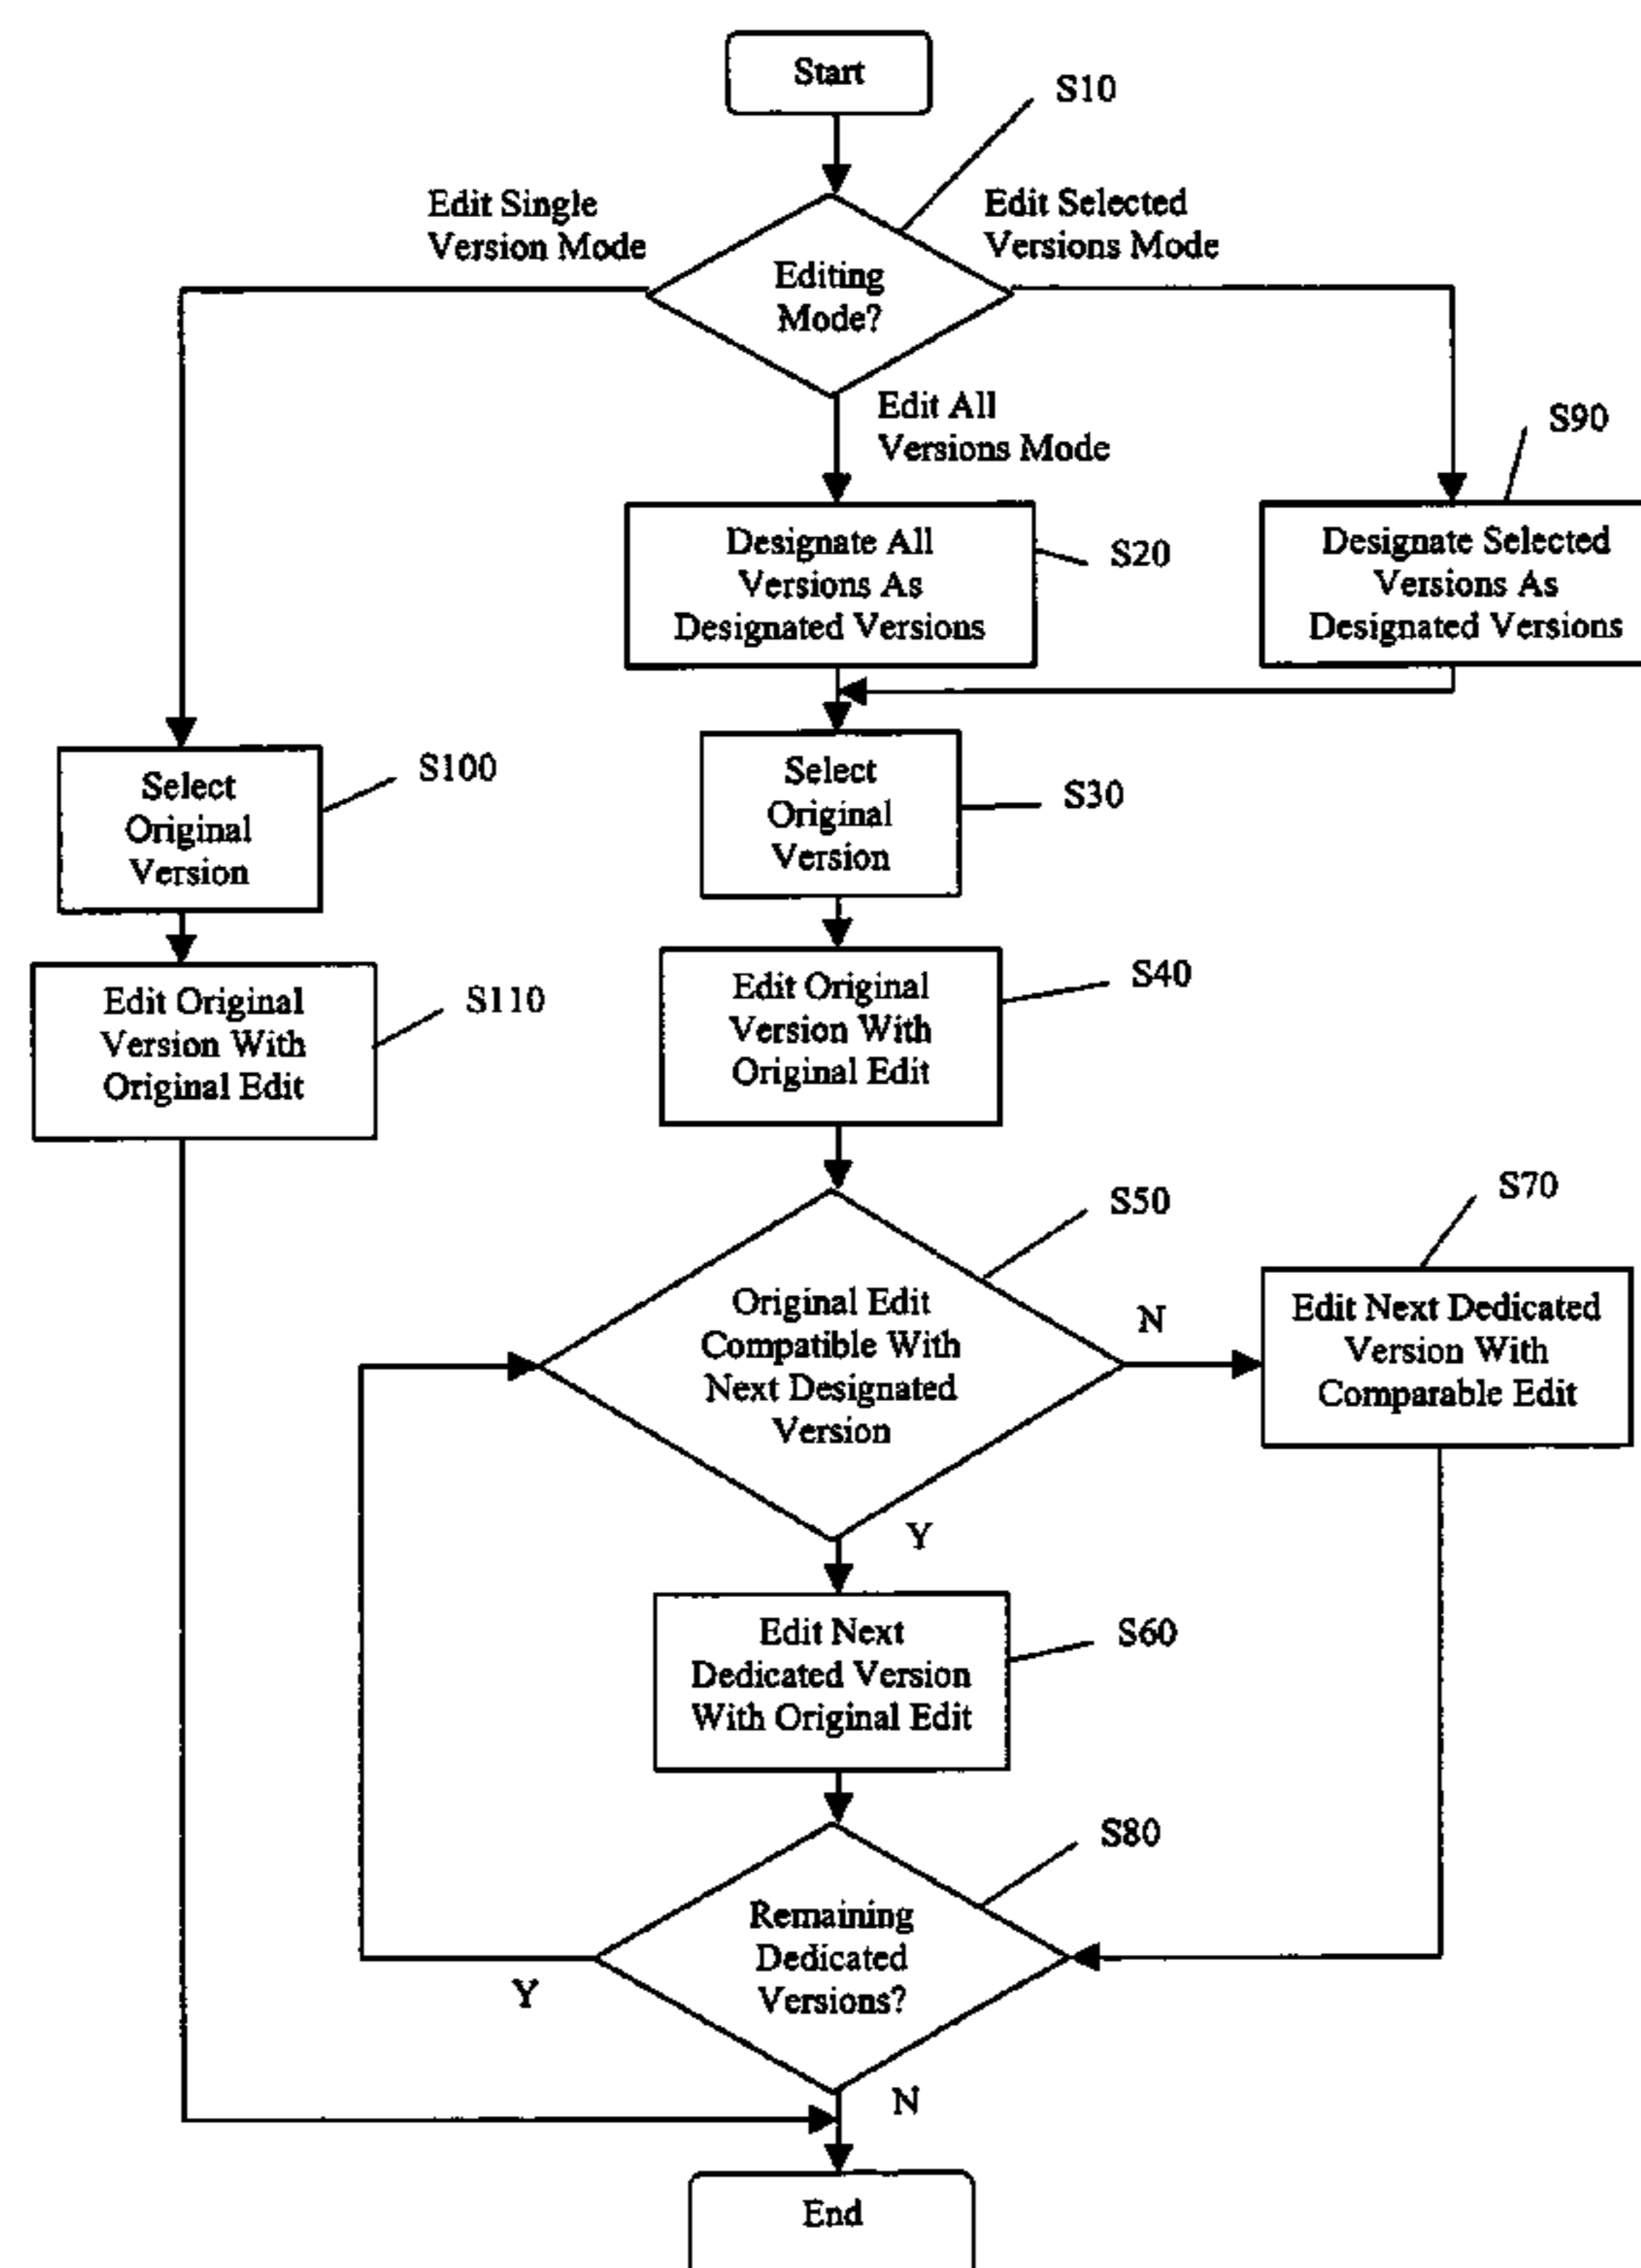 Start
S10
Edit Single
Version Mode
Edit Selected
Versions Mode
Editing
Mode?
Edit All
Versions Mode
S90
Designate All
Versions As
Designated Versions
S20
Designate Selected
Versions As
Designated Versions
Select
Original
Version
S100
Select
Original
Version
S30
Edit Original
Version With
Original Edit
S110
Edit Original
Version With
Original Edit
S40
S50
S70
Original Edit
Compatible With
Next Designated
Version
N
Edit Next Dedicated
Version With
Comparable Edit
Y
Edit Next
Dedicated Version
With Original Edit
S60
S80
Remaining
Dedicated
Versions?
Y
N
End